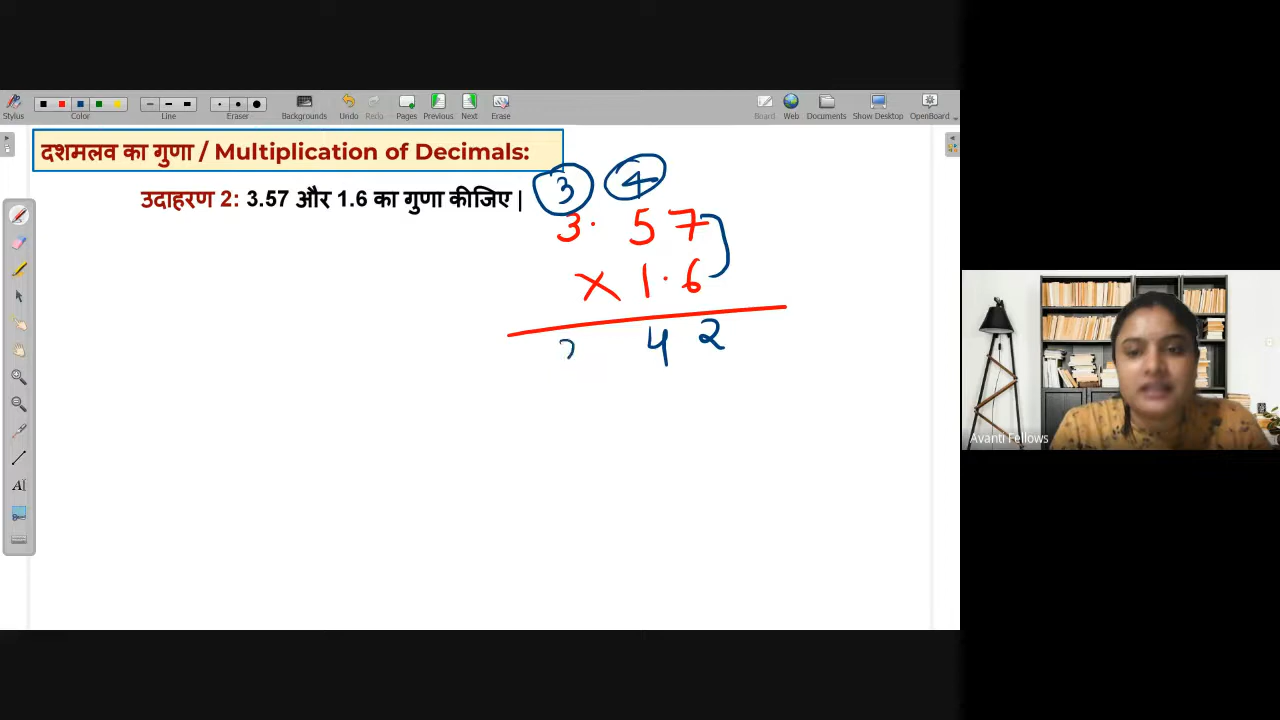 Color
Line
Eraser
Backgrounds
Undo
Redo
Pages
Previous
Next
Erase
Board
Web
Documents
Show Desktop
OpenBoard
Stylus
दशमलव का गुणा / Multiplication of Decimals:
उदाहरण 2: 3.57 और 1.6 का गुणा कीजिए |
3 4
3.57
× 1.6
4 2
Avanti Fellows